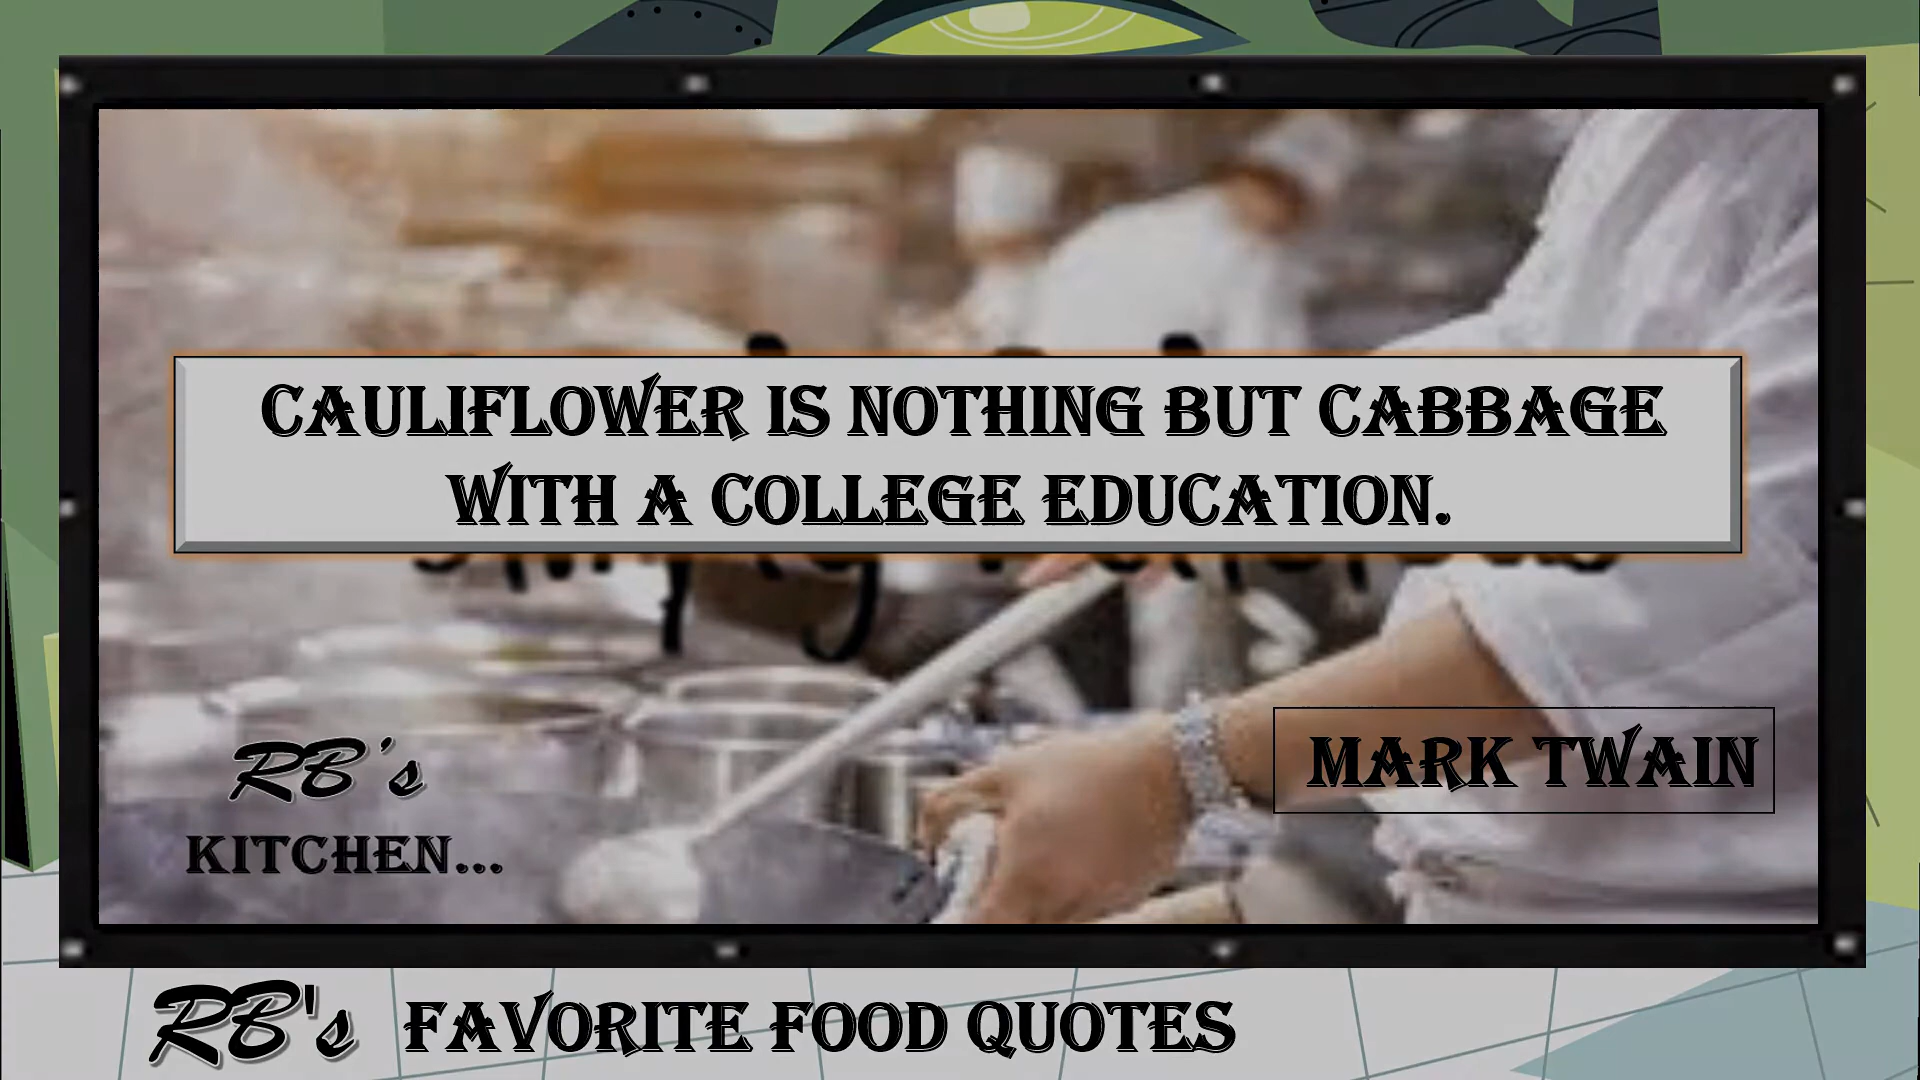 CAULIFLOWER IS NOTHING BUT CABBAGE
WITH A COLLEGE EDUCATION.
MARK TWAIN
RB's
KITCHEN...
RB's FAVORITE FOOD QUOTES